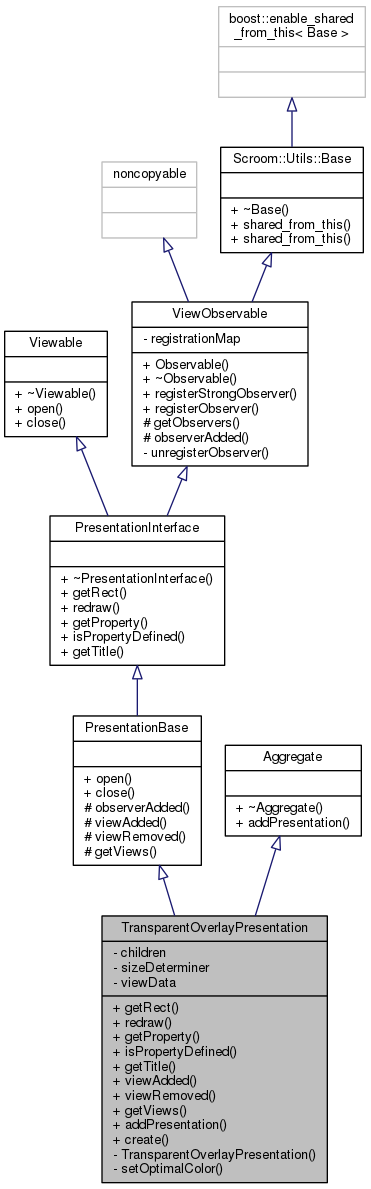 boost::enable_shared
_from_this< Base >
Scroom::Utils::Base
+ ~Base()
+ shared_from_this()
+ shared_from_this()
noncopyable
ViewObservable
- registrationMap
+ Observable()
+ ~Observable()
+ registerStrongObserver()
+ registerObserver()
# getObservers()
# observerAdded()
- unregisterObserver()
Viewable
+ ~Viewable()
+ open()
+ close()
PresentationInterface
+ ~PresentationInterface()
+ getRect()
+ redraw()
+ getProperty()
+ isPropertyDefined()
+ getTitle()
PresentationBase
+ open()
+ close()
# observerAdded()
# viewAdded()
# viewRemoved()
# getViews()
Aggregate
+ ~Aggregate()
+ addPresentation()
TransparentOverlayPresentation
- children
- sizeDeterminer
- viewData
+ getRect()
+ redraw()
+ getProperty()
+ isPropertyDefined()
+ getTitle()
+ viewAdded()
+ viewRemoved()
+ getViews()
+ addPresentation()
+ create()
- TransparentOverlayPresentation()
- setOptimalColor()